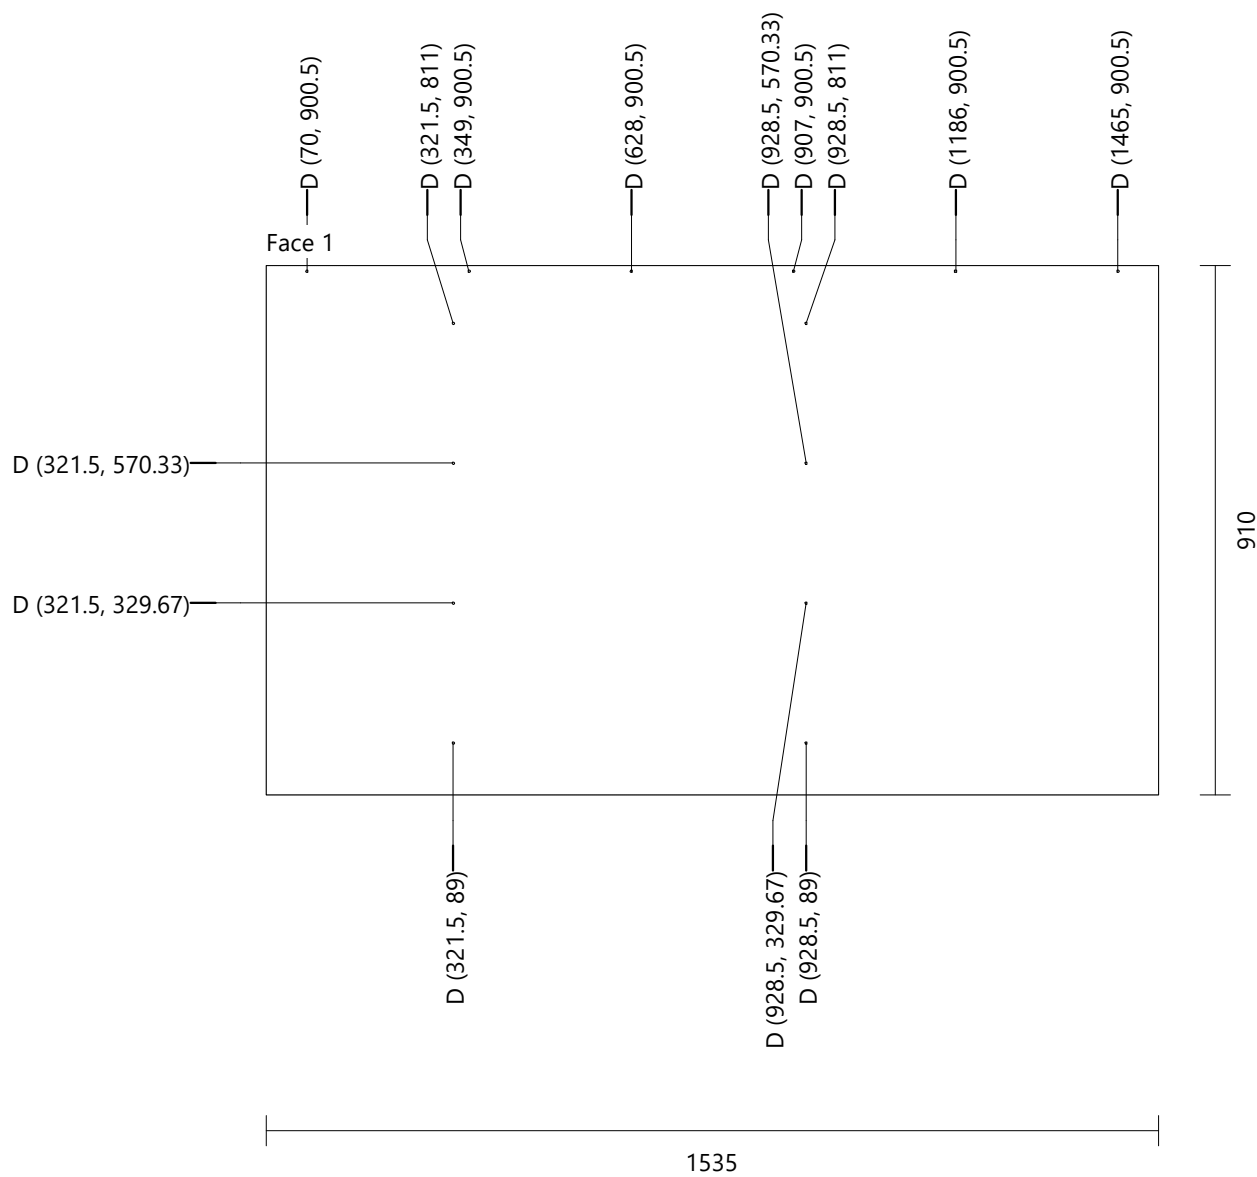 D (70, 900.5)
D (321.5, 811)
D (349, 900.5)
D (628, 900.5)
D (928.5, 570.33)
D (907, 900.5)
D (928.5, 811)
D (1186, 900.5)
D (1465, 900.5)
Face 1
D (321.5, 570.33)
910
D (321.5, 329.67)
D (321.5, 89)
D (928.5, 329.67)
D (928.5, 89)
1535